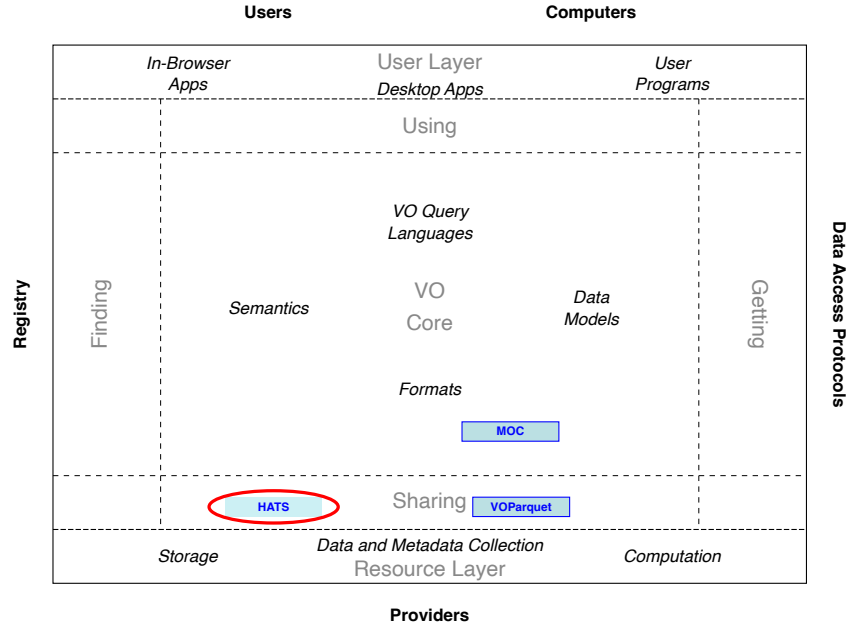 Users
Computers
In-Browser
Apps
User Layer
Desktop Apps
User
Programs
Using
VO Query
Languages
Registry
Finding
Semantics
VO
Core
Data
Models
Getting
Data Access Protocols
Formats
MOC
HATS
Sharing
VOParquet
Storage
Data and Metadata Collection
Resource Layer
Computation
Providers